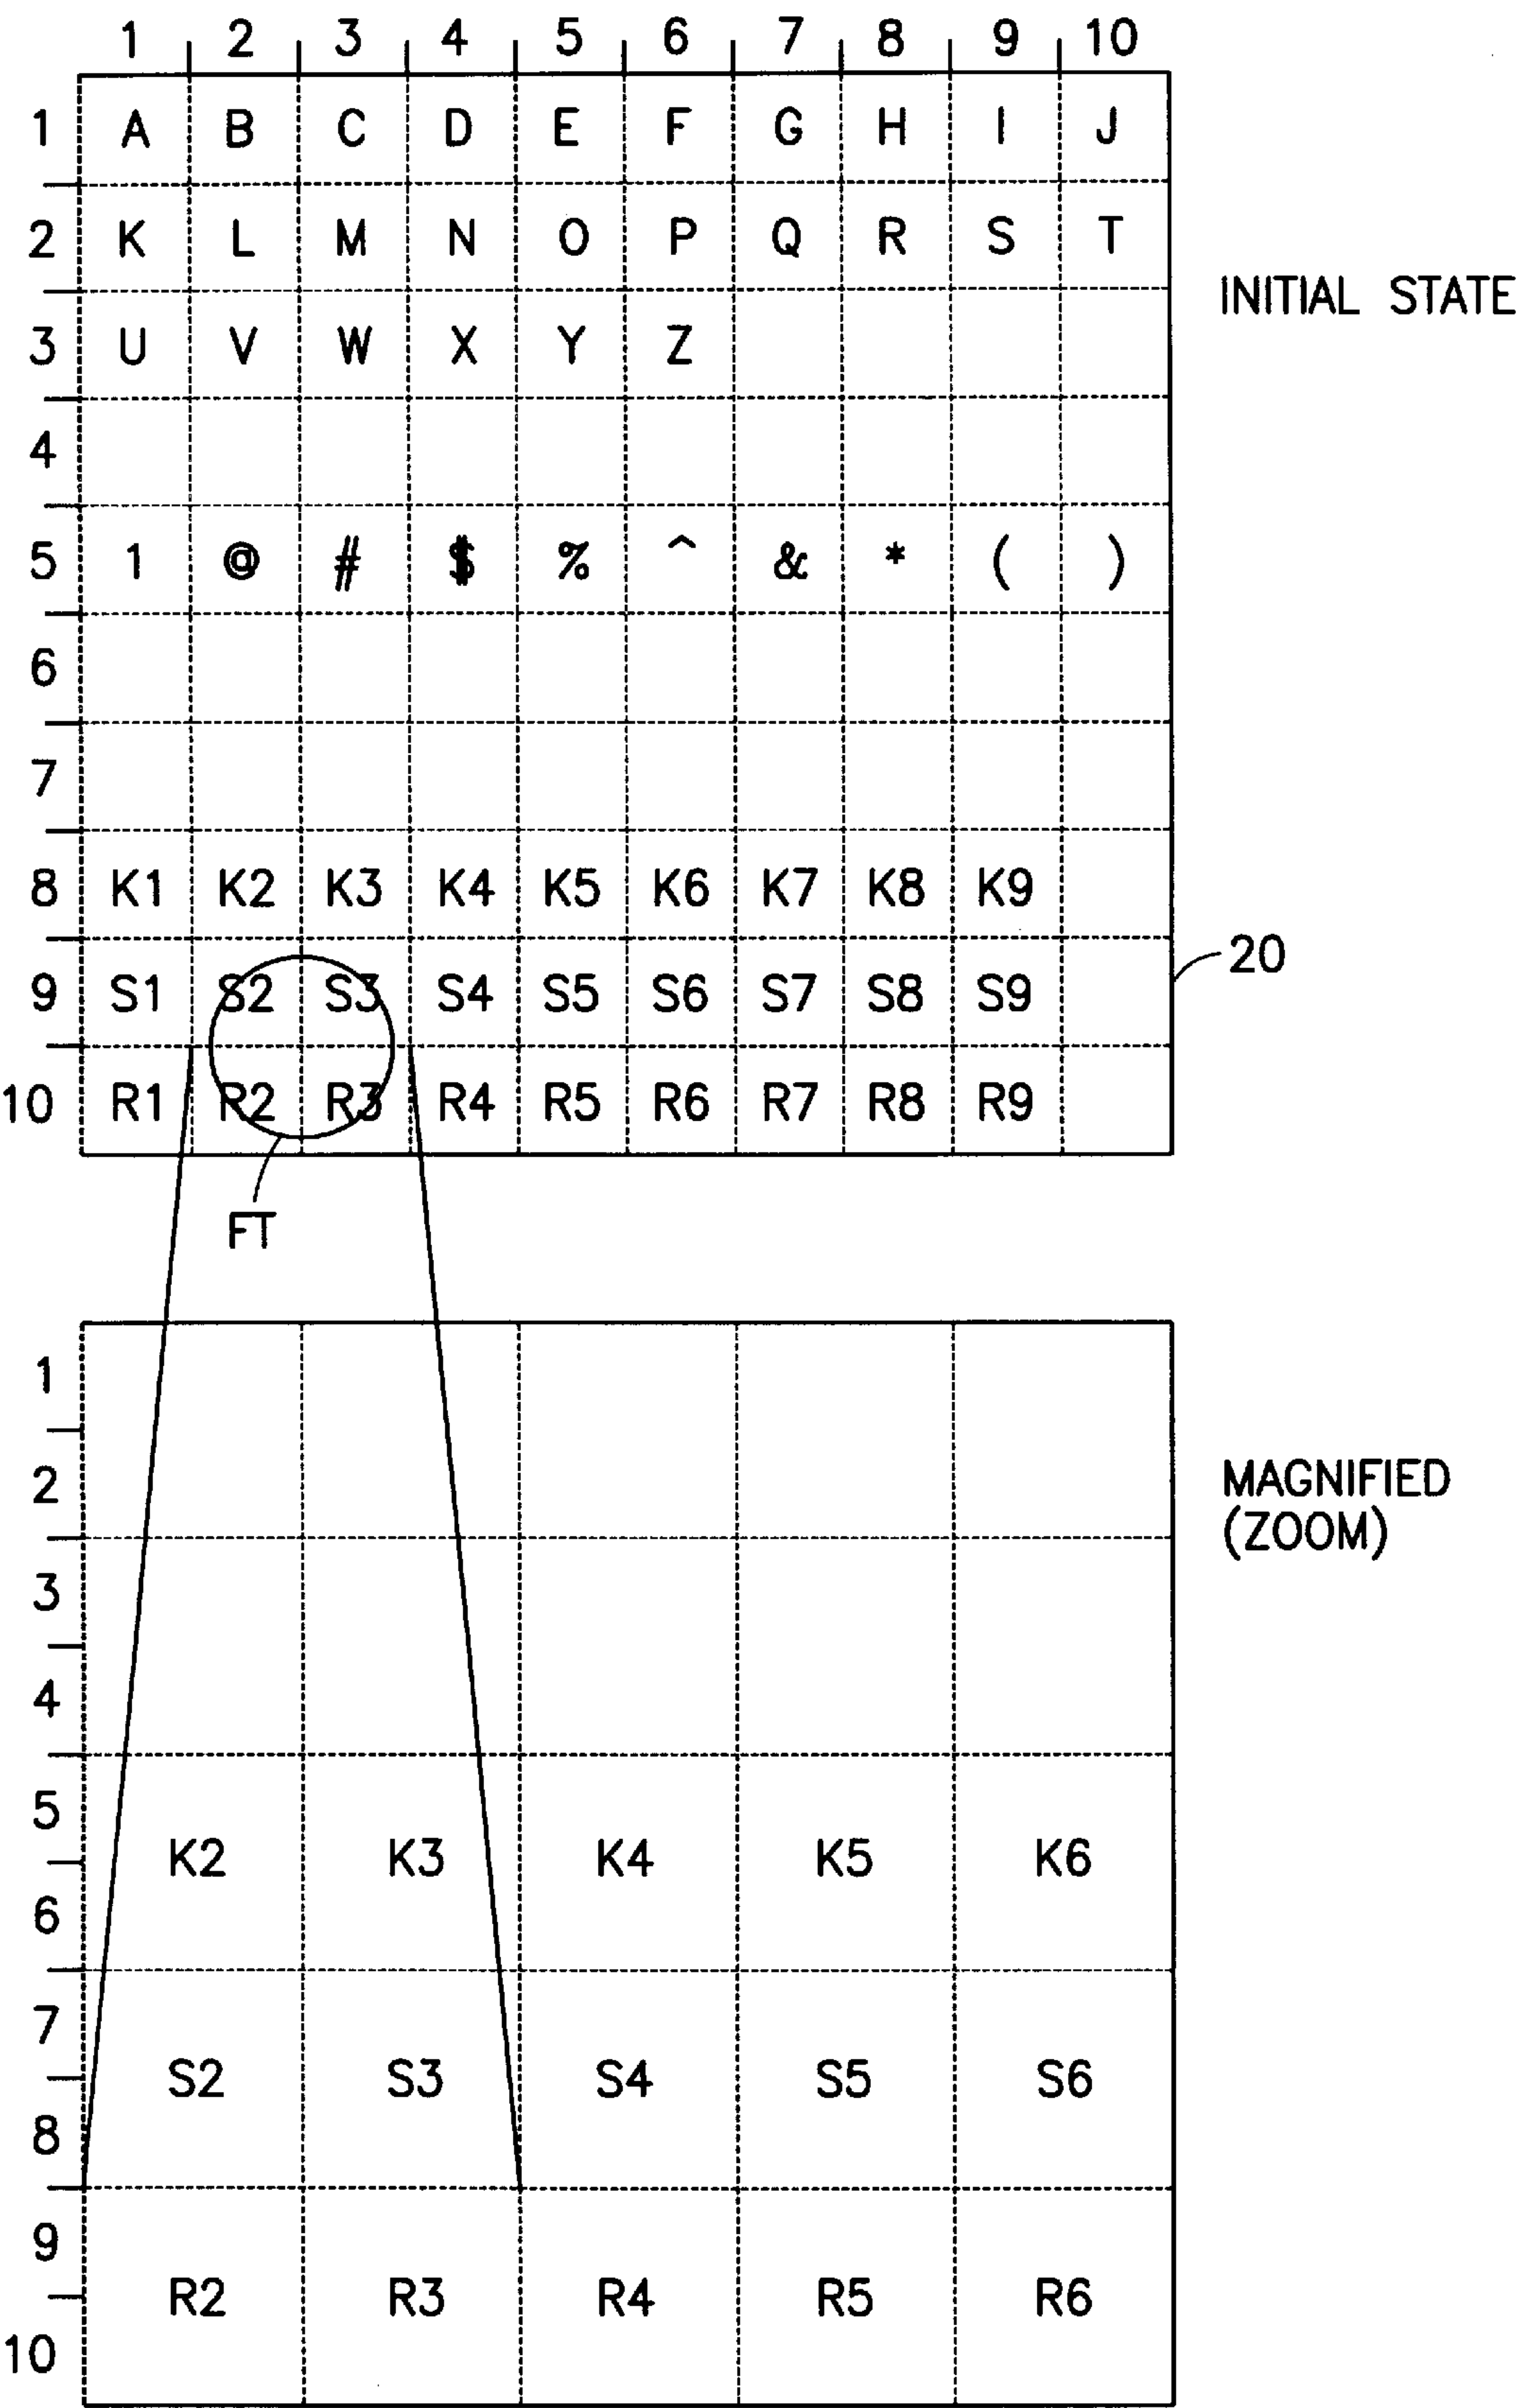 1 2 3 4 5 6 7 8 9 10
1 A B C D E F G H I J
2 K L M N O P Q R S T
INITIAL STATE
3 U V W X Y Z
4
5 1 @ # $ % ^ & * ( )
6
7
8 K1 K2 K3 K4 K5 K6 K7 K8 K9
20
9 S1 S2 S3 S4 S5 S6 S7 S8 S9
10 R1 R2 R3 R4 R5 R6 R7 R8 R9
FT
1
2
MAGNIFIED
(ZOOM)
3
4
5
K2 K3 K4 K5 K6
6
7
S2 S3 S4 S5 S6
8
9
R2 R3 R4 R5 R6
10